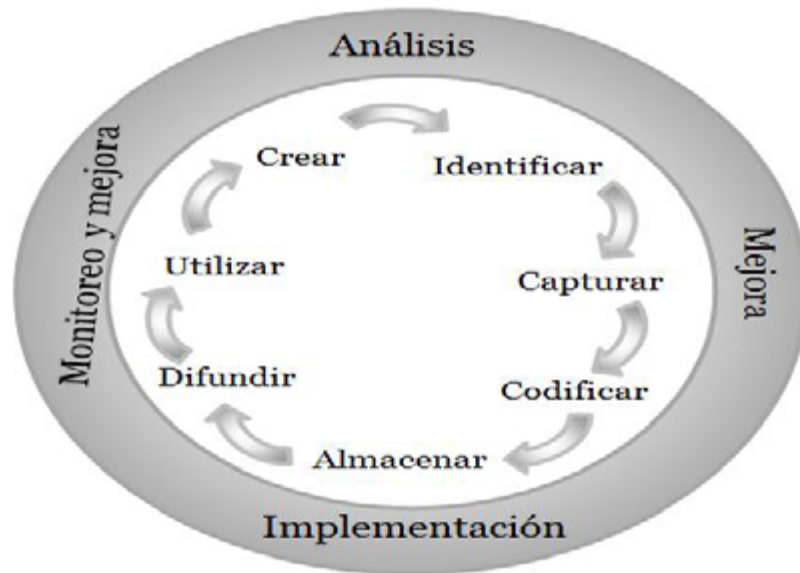 Análisis
Crear
Identificar
Monitoreo y mejora
Mejora
Utilizar
Capturar
Difundir
Codificar
Almacenar
Implementación